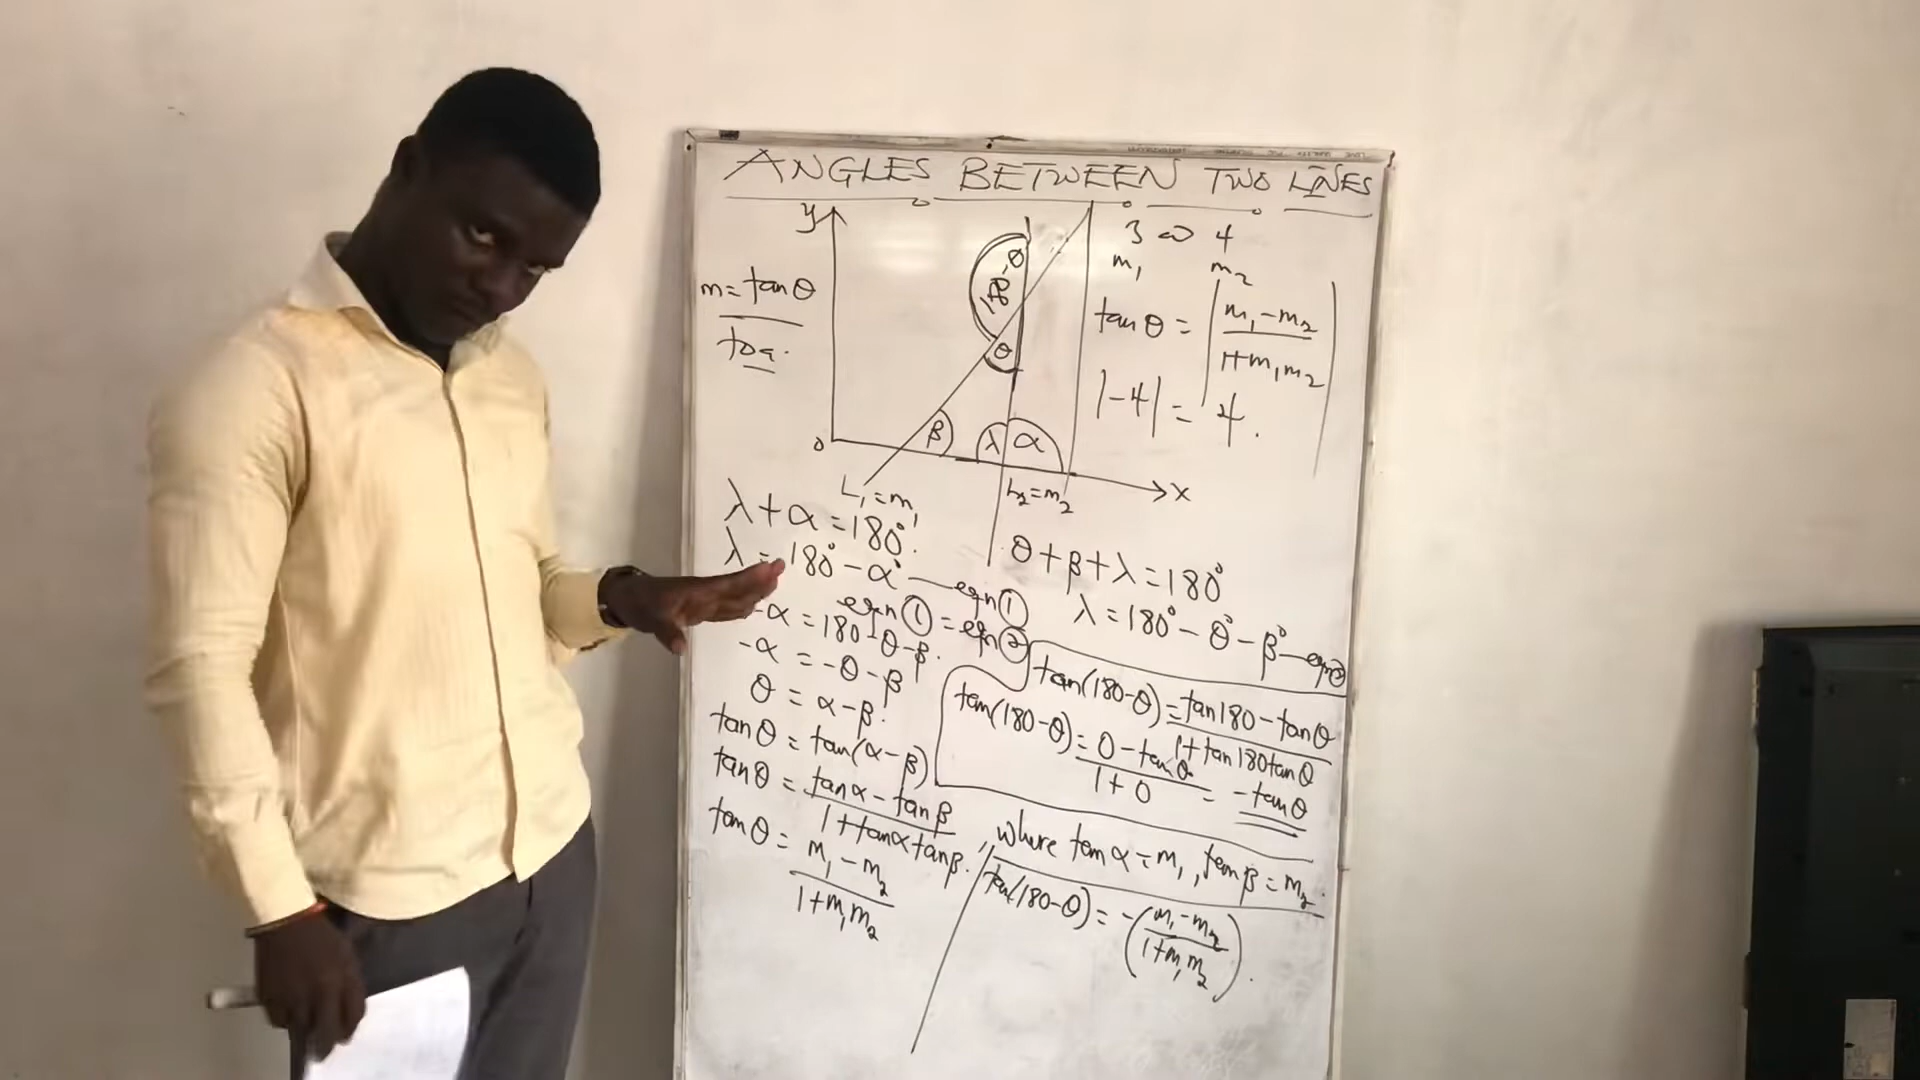 ANGLES BETWEEN TWO LINES
y
m = tanθ
toa.
180-θ
θ
β
λ
α
0
x
L₁ = m₁
L₂ = m₂
3 4
m₁ m₂
tanθ = | (m₁ - m₂) / (1 + m₁m₂) |
|-4| = 4.
λ + α = 180°.
λ = 180° - α° — eqn ①
eqn ① = eqn ②
-α = 180 - θ - β.
-α = -θ - β
θ = α - β.
tanθ = tan(α - β)
tanθ = (tanα - tanβ) / (1 + tanα tanβ).
tanθ = (m₁ - m₂) / (1 + m₁m₂)
θ + β + λ = 180°
λ = 180° - θ° - β° — eqn②
tan(180 - θ) = (tan180 - tanθ) / (1 + tan180tanθ)
tan(180 - θ) = (0 - tanθ) / (1 + 0) = -tanθ
where tanα = m₁, tanβ = m₂.
tan(180 - θ) = -((m₁ - m₂) / (1 + m₁m₂)).